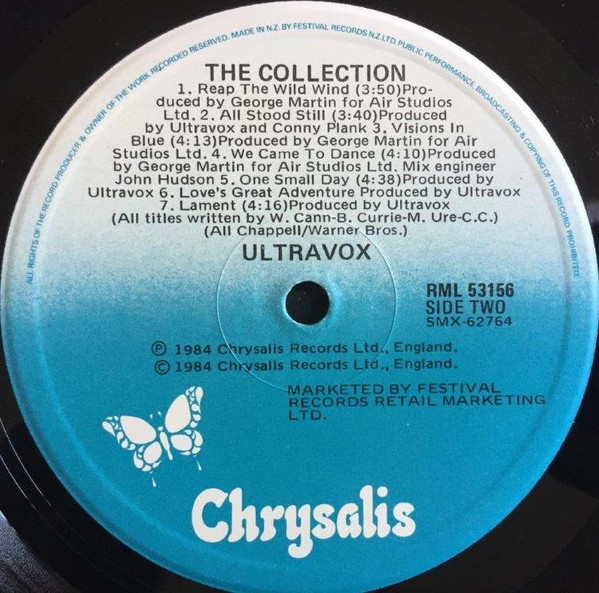 ALL RIGHTS OF THE RECORD PRODUCER & OWNER OF THE WORK RECORDED RESERVED. MADE IN N.Z. BY FESTIVAL RECORDS N.Z. LTD. PUBLIC PERFORMANCE, BROADCASTING & COPYING OF THIS RECORD PROHIBITED.
THE COLLECTION
1. Reap The Wild Wind (3:50)Pro-
duced by George Martin for Air Studios
Ltd. 2. All Stood Still (3:40)Produced
by Ultravox and Conny Plank 3. Visions In
Blue (4:13)Produced by George Martin for Air
Studios Ltd. 4. We Came To Dance (4:10)Produced
by George Martin for Air Studios Ltd. Mix engineer
John Hudson 5. One Small Day (4:38)Produced by
Ultravox 6. Love's Great Adventure Produced by Ultravox
7. Lament (4:16)Produced by Ultravox
(All titles written by W. Cann-B. Currie-M. Ure-C.C.)
(All Chappell/Warner Bros.)
ULTRAVOX
RML 53156
SIDE TWO
SMX-62764
Ⓟ 1984 Chrysalis Records Ltd., England.
© 1984 Chrysalis Records Ltd., England.
MARKETED BY FESTIVAL
RECORDS RETAIL MARKETING
LTD.
Chrysalis